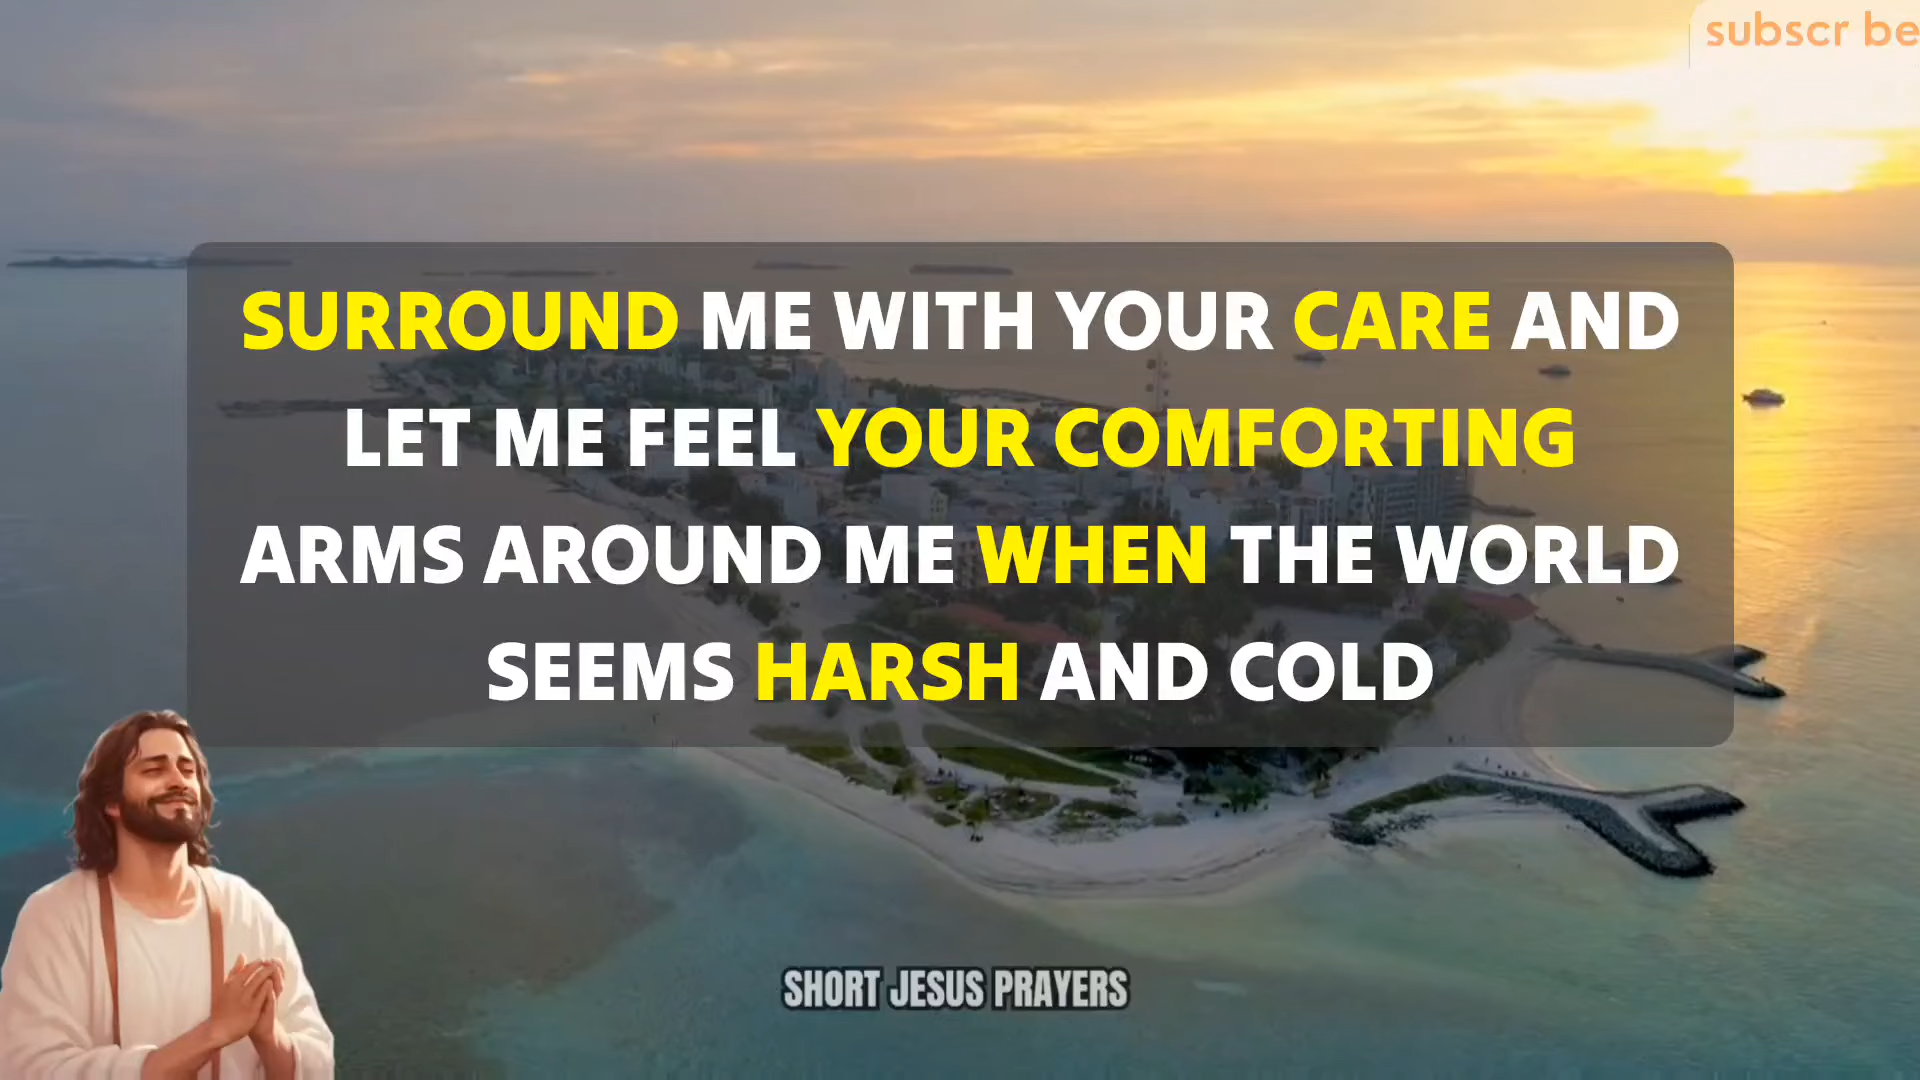 subscr be
SURROUND ME WITH YOUR CARE AND
LET ME FEEL YOUR COMFORTING
ARMS AROUND ME WHEN THE WORLD
SEEMS HARSH AND COLD
SHORT JESUS PRAYERS